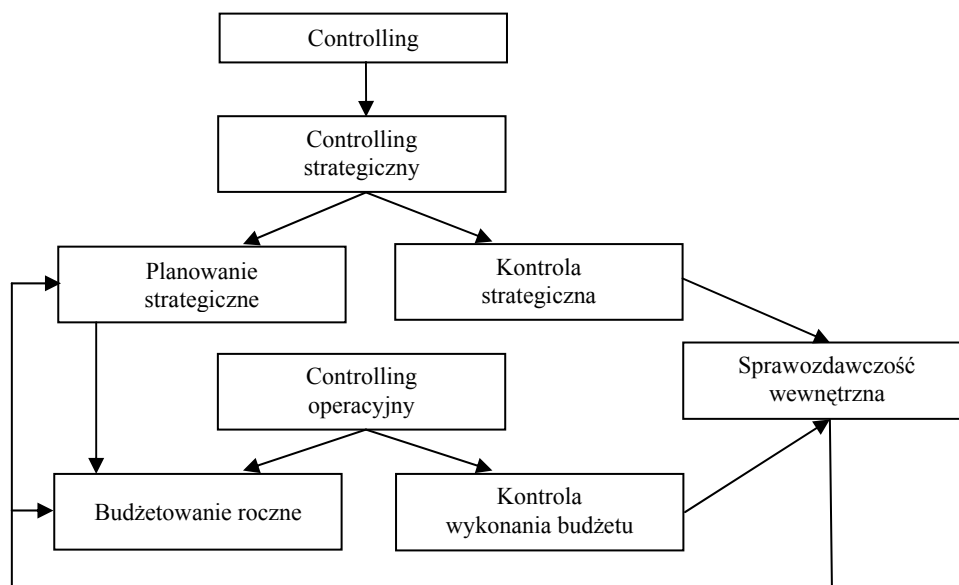 Controlling
Controlling
strategiczny
Planowanie
strategiczne
Kontrola
strategiczna
Sprawozdawczość
wewnętrzna
Controlling
operacyjny
Budżetowanie roczne
Kontrola
wykonania budżetu